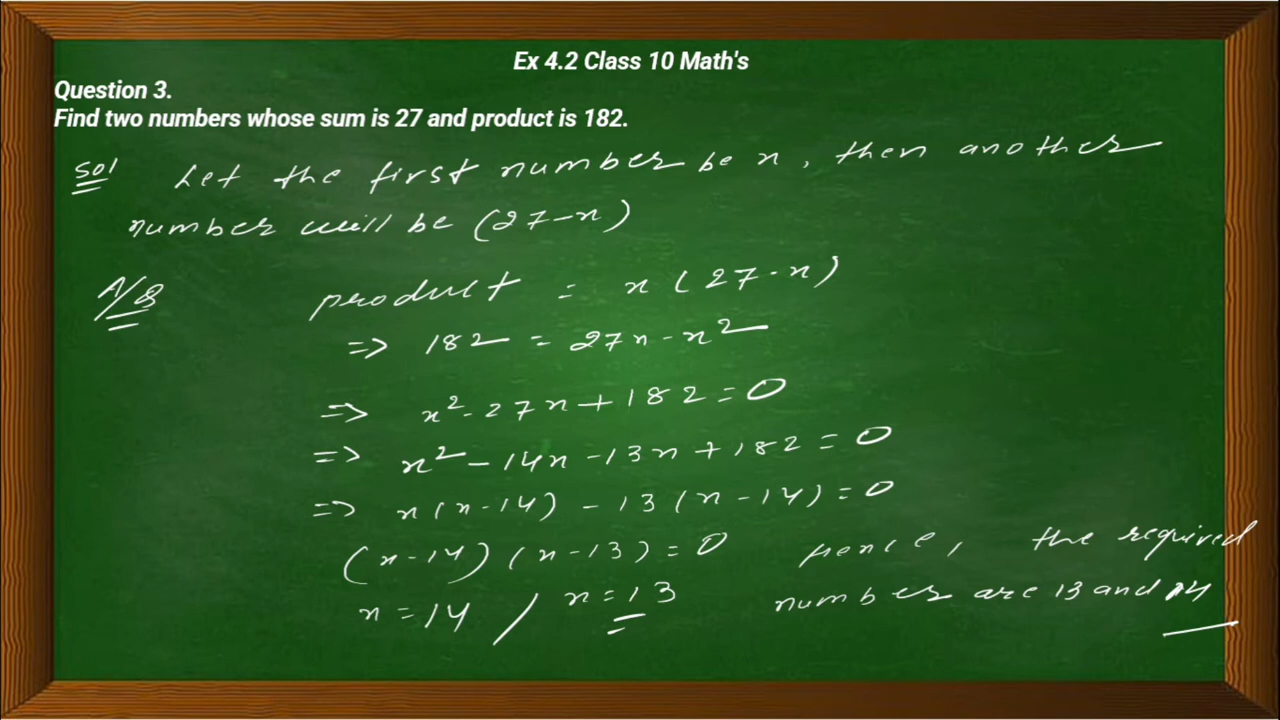 Ex 4.2 Class 10 Math's
Question 3.
Find two numbers whose sum is 27 and product is 182.
Sol Let the first number be x, then another
number will be (27-x)
A/Q product = x(27-x)
=> 182 = 27x-x²
=> x²-27x+182=0
=> x²-14x-13x+182=0
=> x(x-14)-13(x-14)=0
(x-14)(x-13)=0
x=14 / x=13
Hence, the required
number are 13 and 14